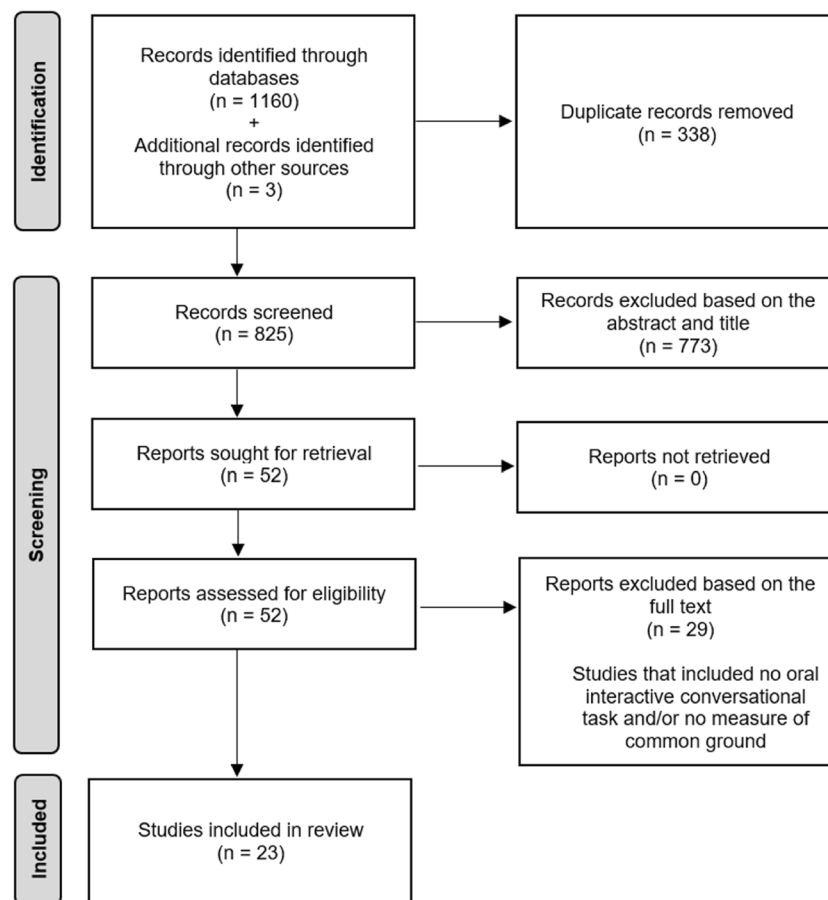 Identification
Records identified through
databases
(n = 1160)
+
Additional records identified
through other sources
(n = 3)
Duplicate records removed
(n = 338)
Screening
Records screened
(n = 825)
Records excluded based on the
abstract and title
(n = 773)
Reports sought for retrieval
(n = 52)
Reports not retrieved
(n = 0)
Reports assessed for eligibility
(n = 52)
Reports excluded based on the
full text
(n = 29)
Studies that included no oral
interactive conversational
task and/or no measure of
common ground
Included
Studies included in review
(n = 23)